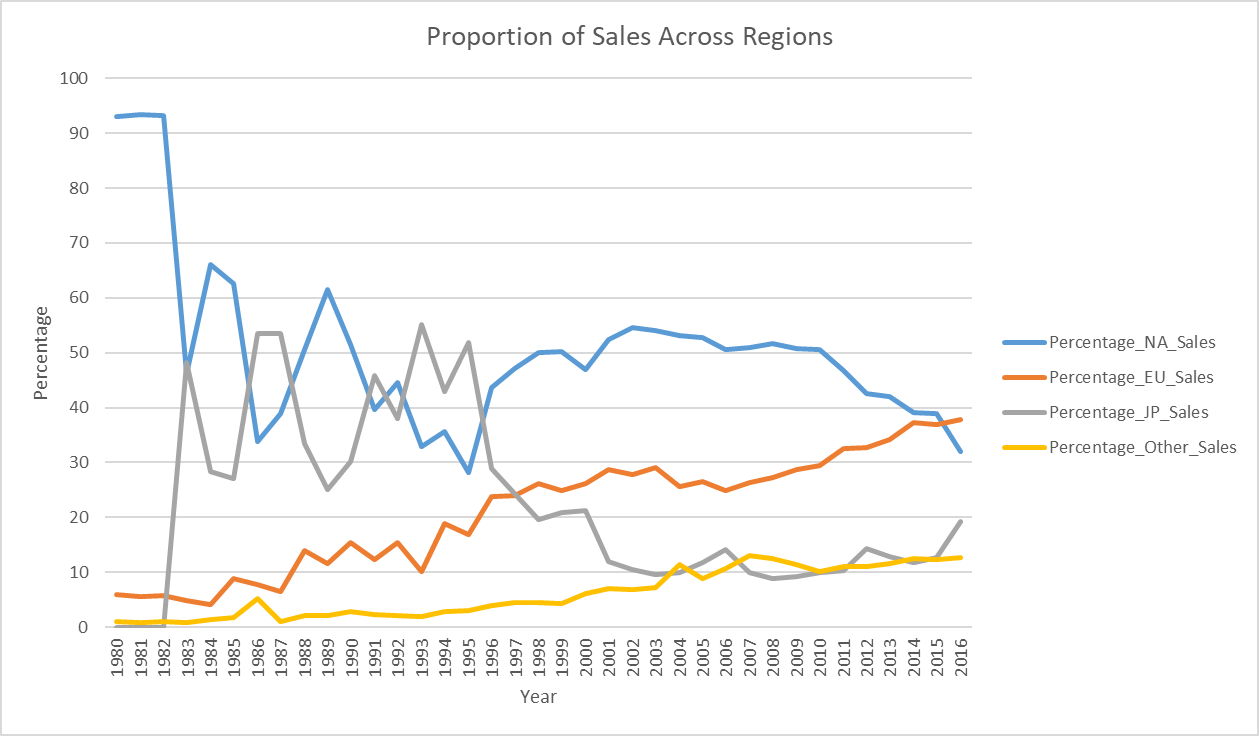 Proportion of Sales Across Regions
100
90
80
70
60
50
40
30
20
10
0
Percentage
1980 1981 1982 1983 1984 1985 1986 1987 1988 1989 1990 1991 1992 1993 1994 1995 1996 1997 1998 1999 2000 2001 2002 2003 2004 2005 2006 2007 2008 2009 2010 2011 2012 2013 2014 2015 2016
Year
Percentage_NA_Sales
Percentage_EU_Sales
Percentage_JP_Sales
Percentage_Other_Sales